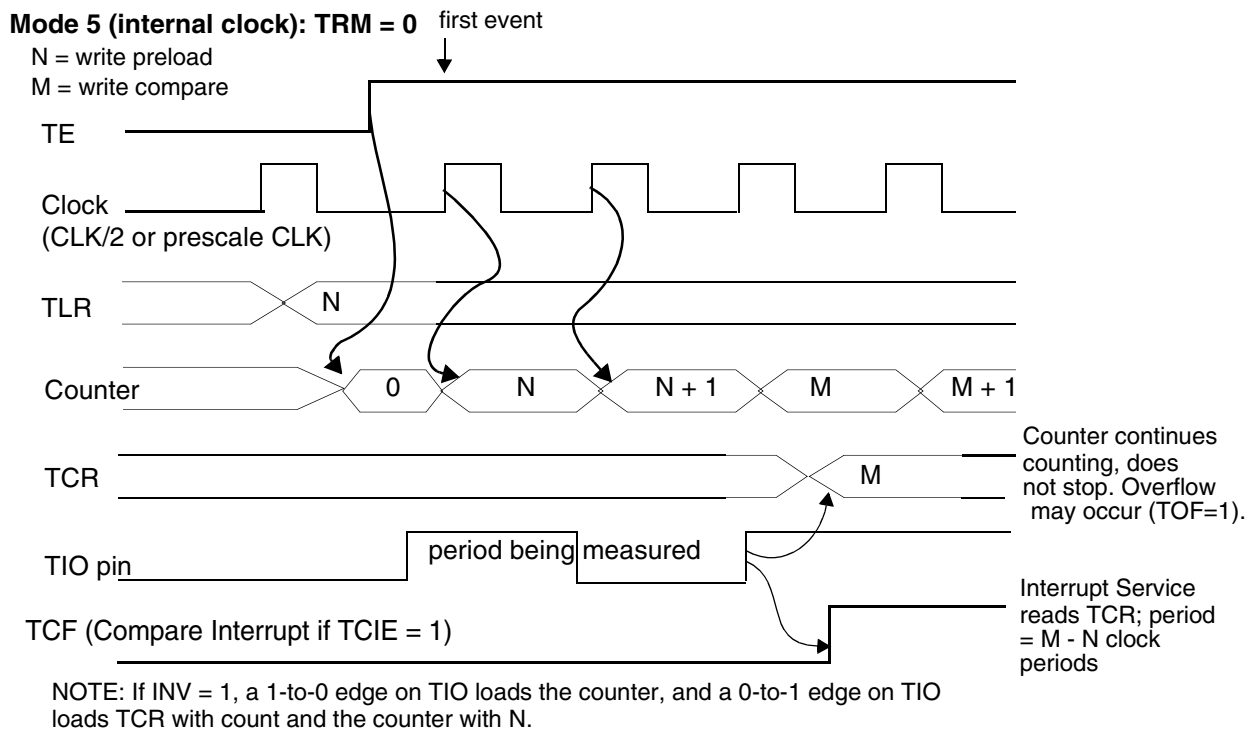 Mode 5 (internal clock): TRM = 0
first event
N = write preload
M = write compare
TE
Clock
(CLK/2 or prescale CLK)
TLR
N
Counter
0
N
N + 1
M
M + 1
TCR
M
Counter continues
counting, does
not stop. Overflow
may occur (TOF=1).
TIO pin
period being measured
TCF (Compare Interrupt if TCIE = 1)
Interrupt Service
reads TCR; period
= M - N clock
periods
NOTE: If INV = 1, a 1-to-0 edge on TIO loads the counter, and a 0-to-1 edge on TIO
loads TCR with count and the counter with N.